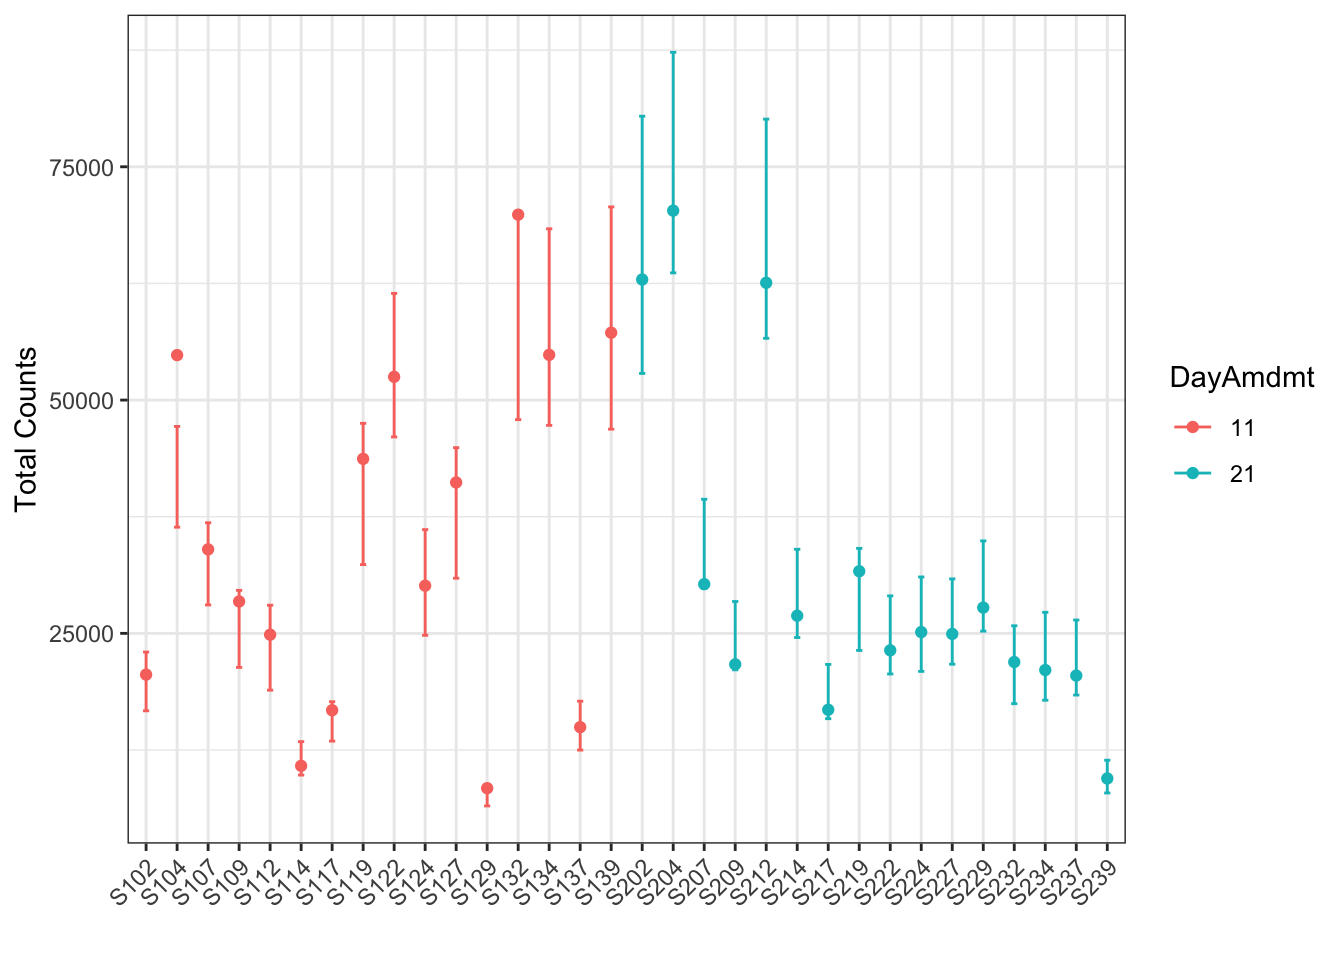 Total Counts
75000
50000
25000
S102
S104
S107
S109
S112
S114
S117
S119
S122
S124
S127
S129
S132
S134
S137
S139
S202
S204
S207
S209
S212
S214
S217
S219
S222
S224
S227
S229
S232
S234
S237
S239
DayAmdmt
11
21